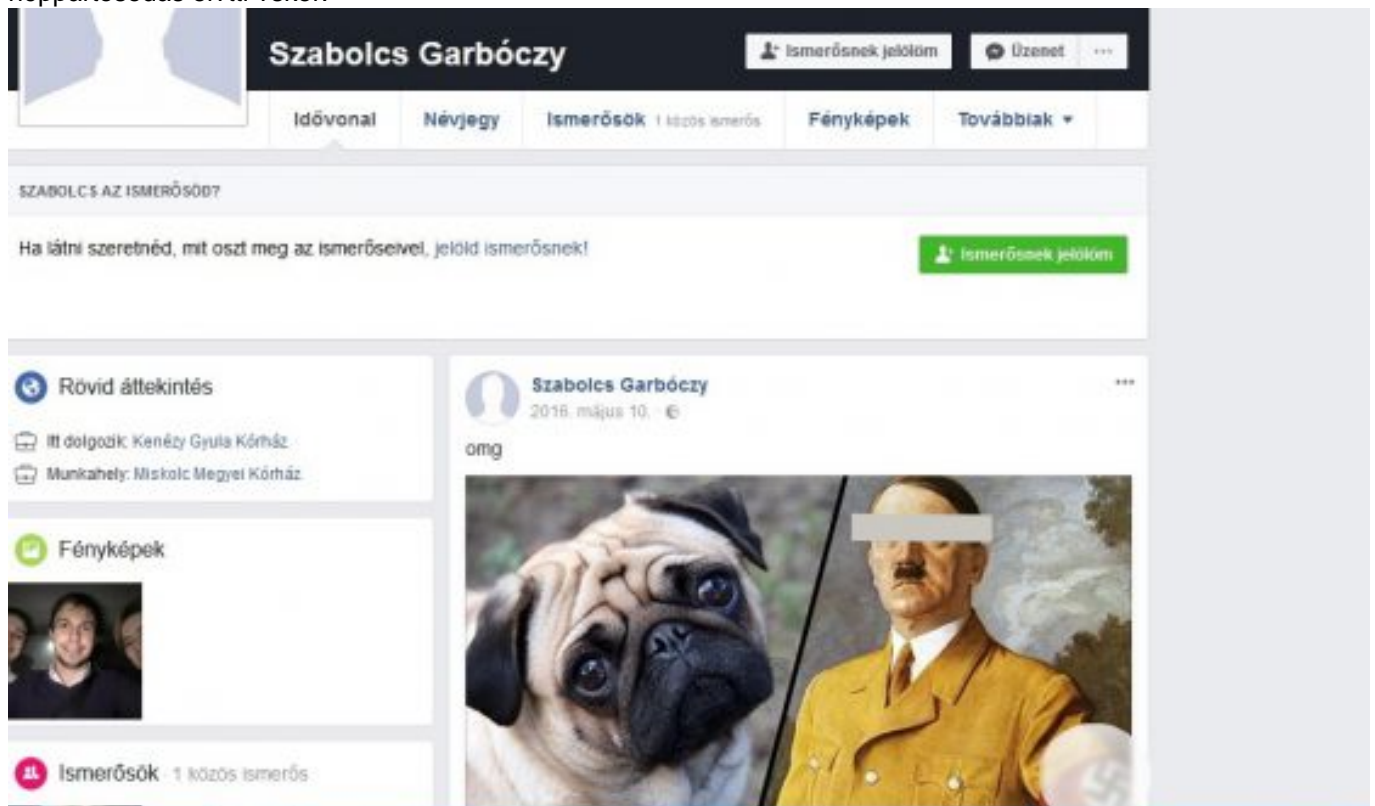 Szabolcs Garbóczy
Ismerősnek jelölöm
Üzenet
Idővonal Névjegy Ismerősök 1 közös ismerős Fényképek Továbbiak
SZABOLCS AZ ISMERŐSÖD?
Ha látni szeretnéd, mit oszt meg az ismerőseivel, jelöld ismerősnek!
Ismerősnek jelölöm
Rövid áttekintés
Itt dolgozik: Kenézy Gyula Kórház
Munkahely: Miskolc Megyei Kórház
Fényképek
Ismerősök · 1 közös ismerős
Szabolcs Garbóczy
2016. május 10.
omg